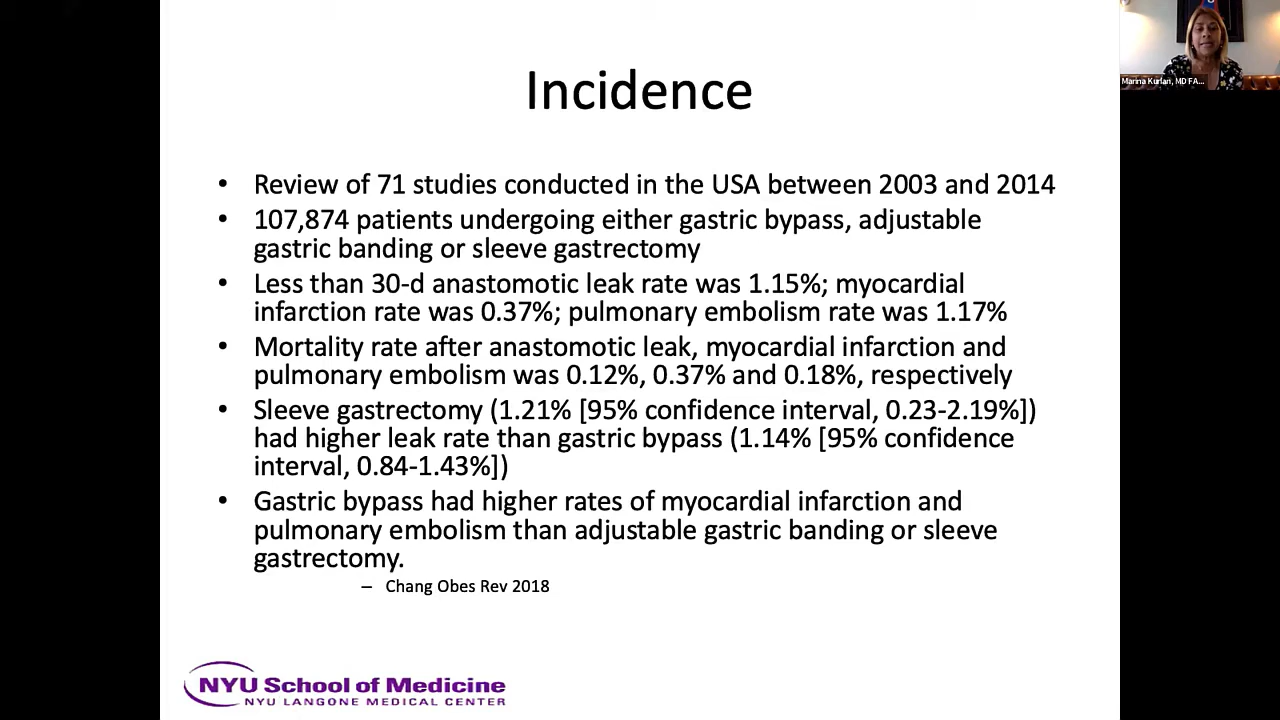 Incidence
• Review of 71 studies conducted in the USA between 2003 and 2014
• 107,874 patients undergoing either gastric bypass, adjustable
gastric banding or sleeve gastrectomy
• Less than 30-d anastomotic leak rate was 1.15%; myocardial
infarction rate was 0.37%; pulmonary embolism rate was 1.17%
• Mortality rate after anastomotic leak, myocardial infarction and
pulmonary embolism was 0.12%, 0.37% and 0.18%, respectively
• Sleeve gastrectomy (1.21% [95% confidence interval, 0.23-2.19%])
had higher leak rate than gastric bypass (1.14% [95% confidence
interval, 0.84-1.43%])
• Gastric bypass had higher rates of myocardial infarction and
pulmonary embolism than adjustable gastric banding or sleeve
gastrectomy.
– Chang Obes Rev 2018
NYU School of Medicine
NYU LANGONE MEDICAL CENTER
Marina Kurian, MD FA...